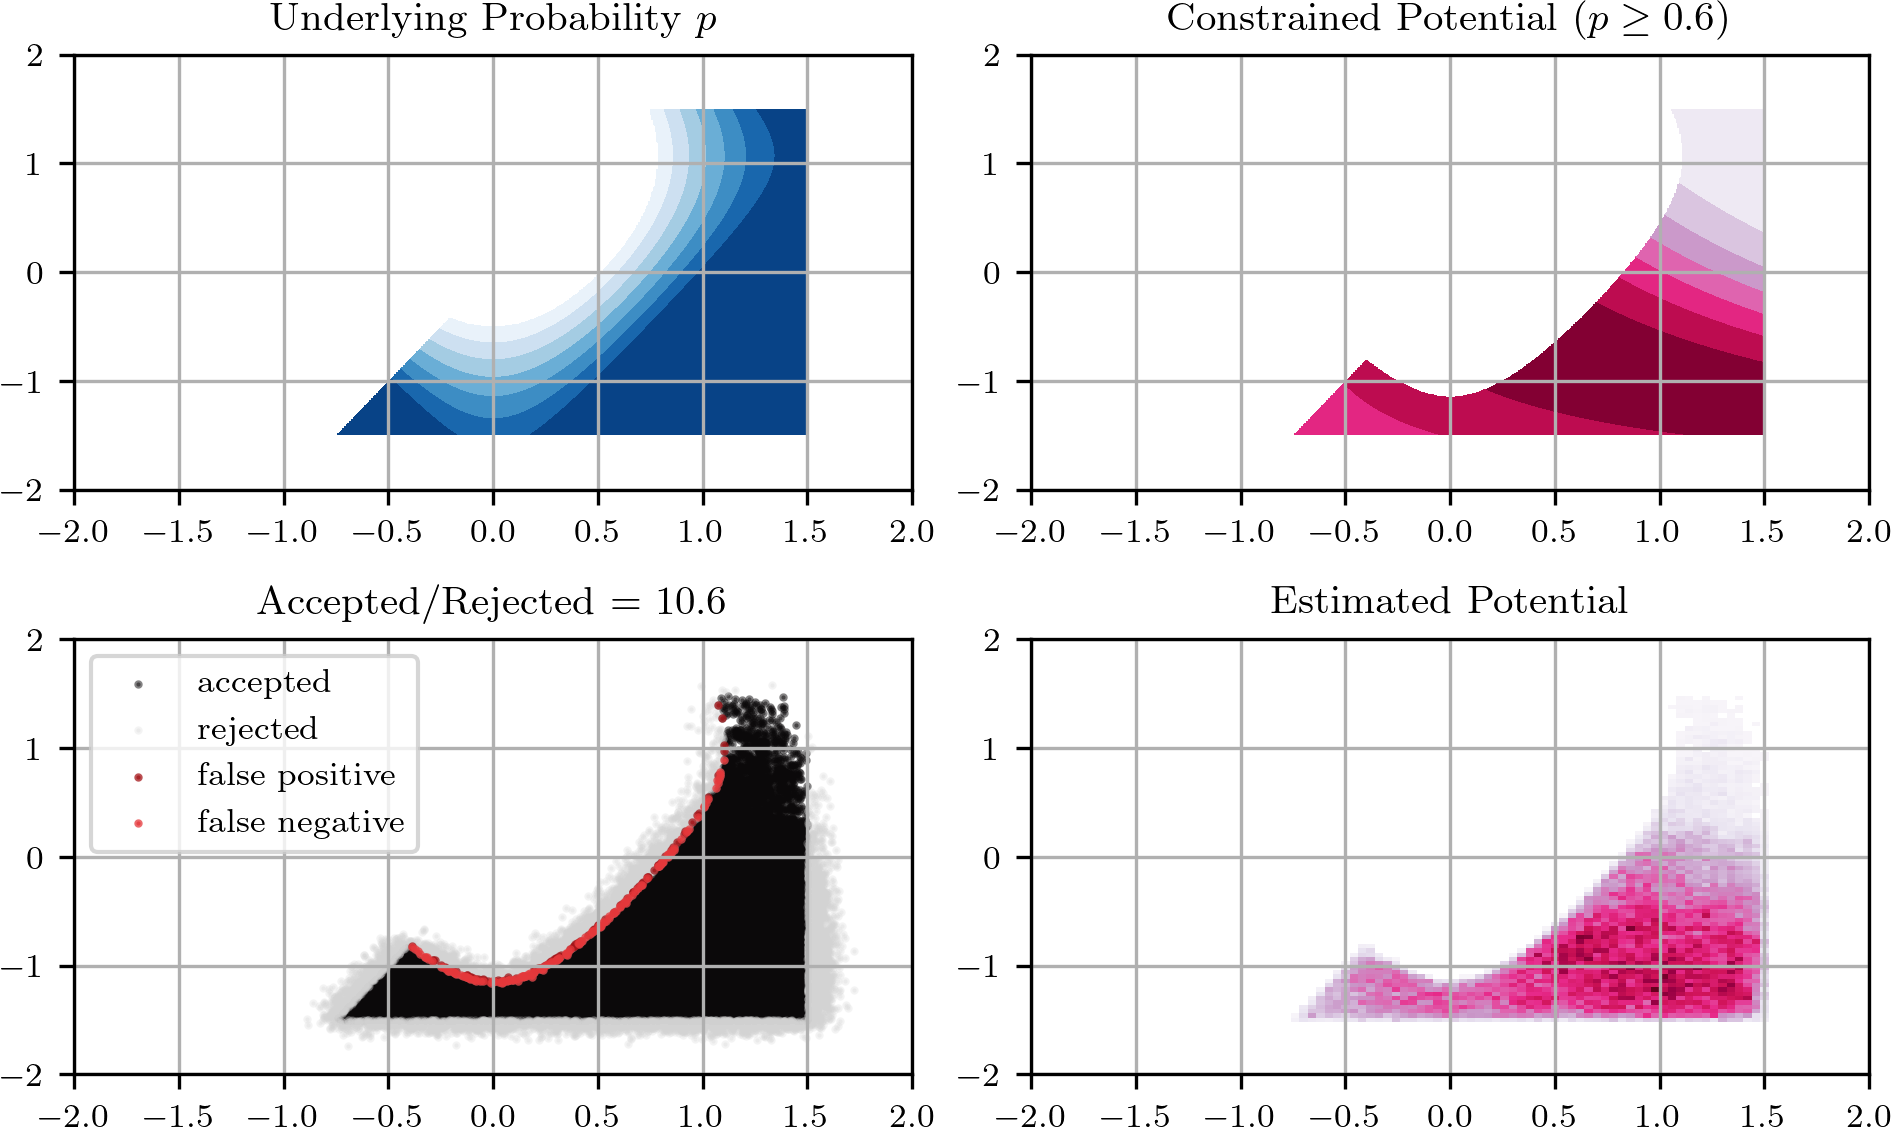 Underlying Probability p
2
1
0
−1
−2
−2.0 −1.5 −1.0 −0.5 0.0 0.5 1.0 1.5 2.0
Constrained Potential (p ≥ 0.6)
2
1
0
−1
−2
−2.0 −1.5 −1.0 −0.5 0.0 0.5 1.0 1.5 2.0
Accepted/Rejected = 10.6
2
1
0
−1
−2
accepted
rejected
false positive
false negative
−2.0 −1.5 −1.0 −0.5 0.0 0.5 1.0 1.5 2.0
Estimated Potential
2
1
0
−1
−2
−2.0 −1.5 −1.0 −0.5 0.0 0.5 1.0 1.5 2.0